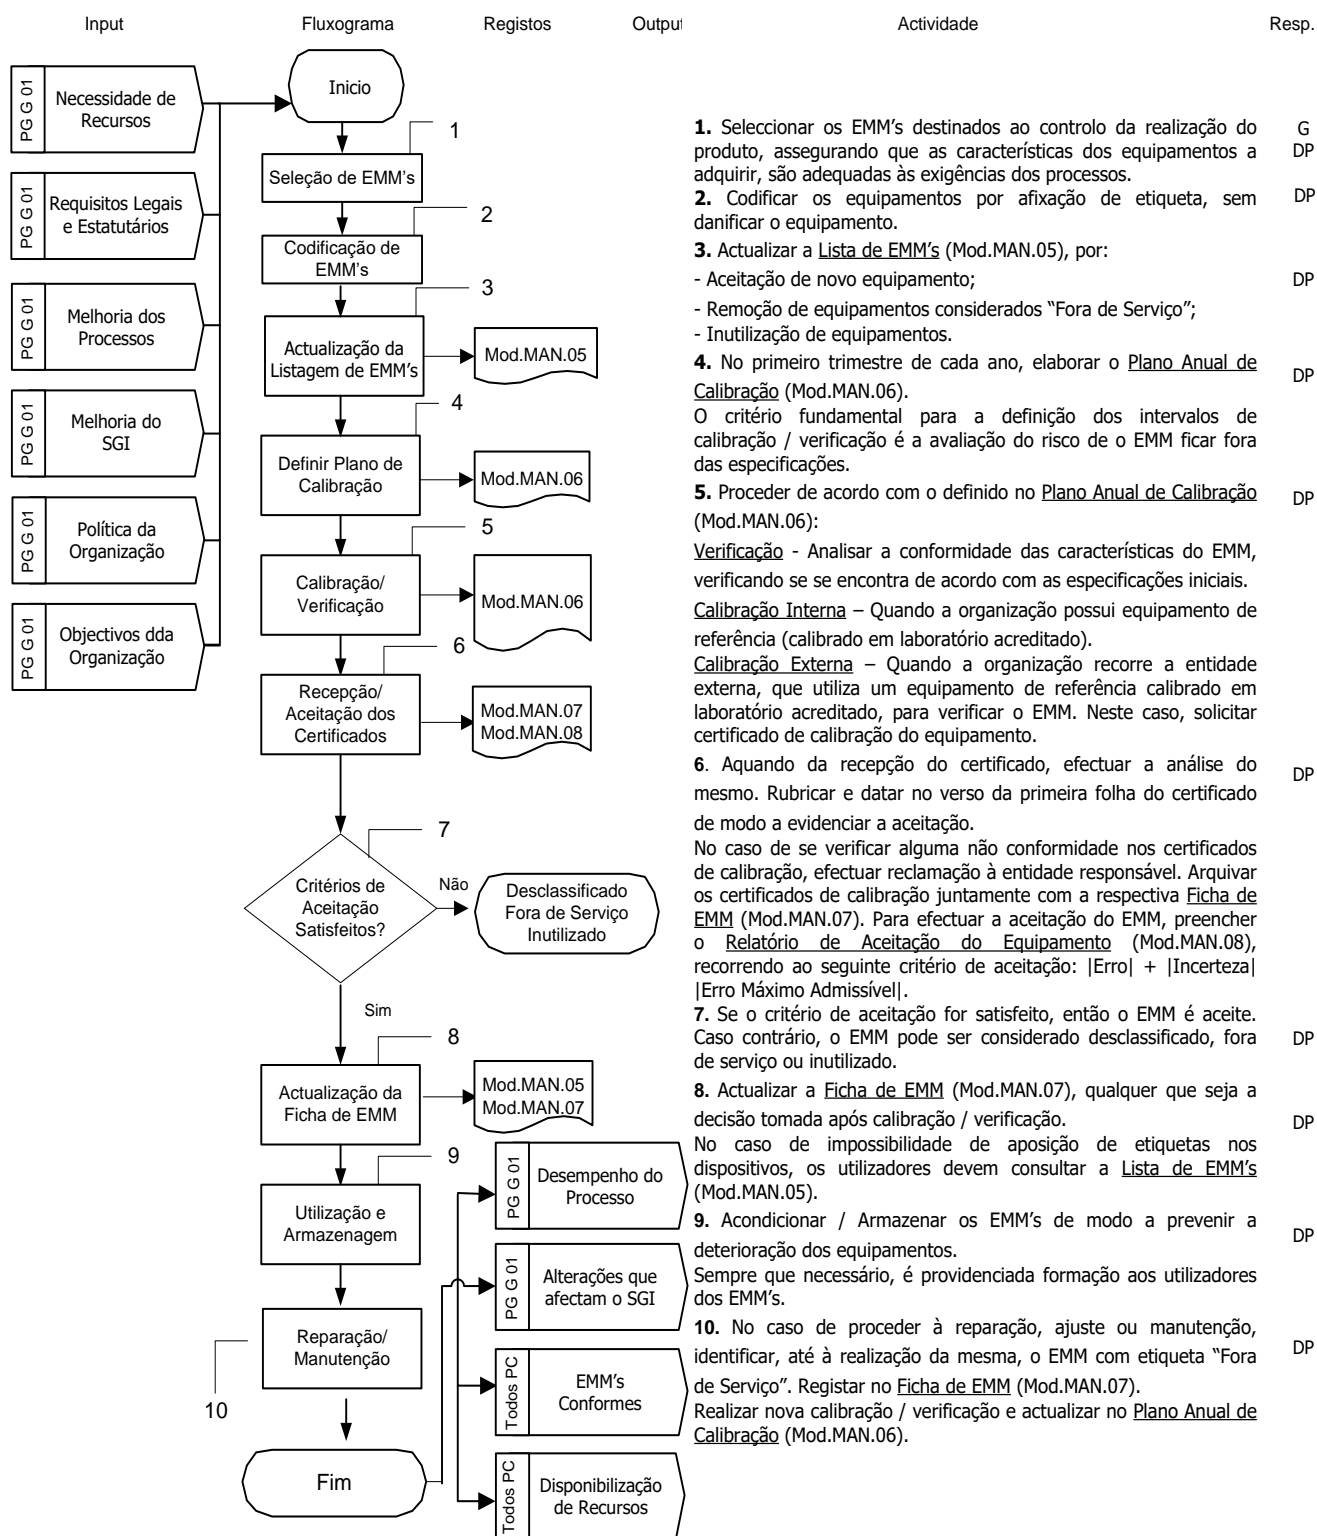 Input
Fluxograma
Registos
Output
Actividade
Resp.
PG G 01
Necessidade de
Recursos
PG G 01
Requisitos Legais
e Estatutários
PG G 01
Melhoria dos
Processos
PG G 01
Melhoria do
SGI
PG G 01
Política da
Organização
PG G 01
Objectivos dda
Organização
Inicio
1
Seleção de EMM's
2
Codificação de
EMM's
3
Actualização da
Listagem de EMM's
Mod.MAN.05
4
Definir Plano de
Calibração
Mod.MAN.06
5
Calibração/
Verificação
Mod.MAN.06
6
Recepção/
Aceitação dos
Certificados
Mod.MAN.07
Mod.MAN.08
7
Critérios de
Aceitação
Satisfeitos?
Não
Desclassificado
Fora de Serviço
Inutilizado
Sim
8
Actualização da
Ficha de EMM
Mod.MAN.05
Mod.MAN.07
9
Utilização e
Armazenagem
Reparação/
Manutenção
10
Fim
PG G 01
Desempenho do
Processo
PG G 01
Alterações que
afectam o SGI
Todos PC
EMM's
Conformes
Todos PC
Disponibilização
de Recursos
1. Seleccionar os EMM's destinados ao controlo da realização do
produto, assegurando que as características dos equipamentos a
adquirir, são adequadas às exigências dos processos.
G
DP
2. Codificar os equipamentos por afixação de etiqueta, sem
danificar o equipamento.
DP
3. Actualizar a Lista de EMM's (Mod.MAN.05), por:
- Aceitação de novo equipamento;
DP
- Remoção de equipamentos considerados "Fora de Serviço";
- Inutilização de equipamentos.
4. No primeiro trimestre de cada ano, elaborar o Plano Anual de
Calibração (Mod.MAN.06).
DP
O critério fundamental para a definição dos intervalos de
calibração / verificação é a avaliação do risco de o EMM ficar fora
das especificações.
5. Proceder de acordo com o definido no Plano Anual de Calibração
(Mod.MAN.06):
DP
Verificação - Analisar a conformidade das características do EMM,
verificando se se encontra de acordo com as especificações iniciais.
Calibração Interna – Quando a organização possui equipamento de
referência (calibrado em laboratório acreditado).
Calibração Externa – Quando a organização recorre a entidade
externa, que utiliza um equipamento de referência calibrado em
laboratório acreditado, para verificar o EMM. Neste caso, solicitar
certificado de calibração do equipamento.
6. Aquando da recepção do certificado, efectuar a análise do
mesmo. Rubricar e datar no verso da primeira folha do certificado
de modo a evidenciar a aceitação.
DP
No caso de se verificar alguma não conformidade nos certificados
de calibração, efectuar reclamação à entidade responsável. Arquivar
os certificados de calibração juntamente com a respectiva Ficha de
EMM (Mod.MAN.07). Para efectuar a aceitação do EMM, preencher
o Relatório de Aceitação do Equipamento (Mod.MAN.08),
recorrendo ao seguinte critério de aceitação: |Erro| + |Incerteza|
|Erro Máximo Admissível|.
7. Se o critério de aceitação for satisfeito, então o EMM é aceite.
Caso contrário, o EMM pode ser considerado desclassificado, fora
de serviço ou inutilizado.
DP
8. Actualizar a Ficha de EMM (Mod.MAN.07), qualquer que seja a
decisão tomada após calibração / verificação.
DP
No caso de impossibilidade de aposição de etiquetas nos
dispositivos, os utilizadores devem consultar a Lista de EMM's
(Mod.MAN.05).
9. Acondicionar / Armazenar os EMM's de modo a prevenir a
deterioração dos equipamentos.
DP
Sempre que necessário, é providenciada formação aos utilizadores
dos EMM's.
10. No caso de proceder à reparação, ajuste ou manutenção,
identificar, até à realização da mesma, o EMM com etiqueta "Fora
de Serviço". Registar no Ficha de EMM (Mod.MAN.07).
DP
Realizar nova calibração / verificação e actualizar no Plano Anual de
Calibração (Mod.MAN.06).